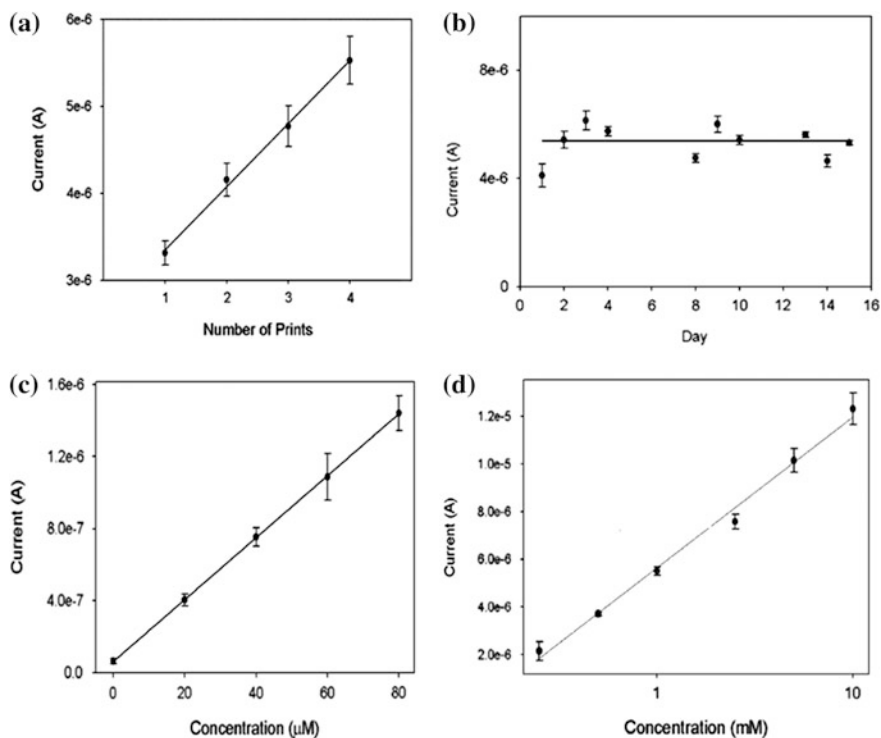 (a)
6e-6
5e-6
4e-6
3e-6
Current (A)
1 2 3 4
Number of Prints
(b)
8e-6
4e-6
0
Current (A)
0 2 4 6 8 10 12 14 16
Day
(c)
1.6e-6
1.2e-6
8.0e-7
4.0e-7
0.0
Current (A)
0 20 40 60 80
Concentration (μM)
(d)
1.2e-5
1.0e-5
8.0e-6
6.0e-6
4.0e-6
2.0e-6
Current (A)
1 10
Concentration (mM)